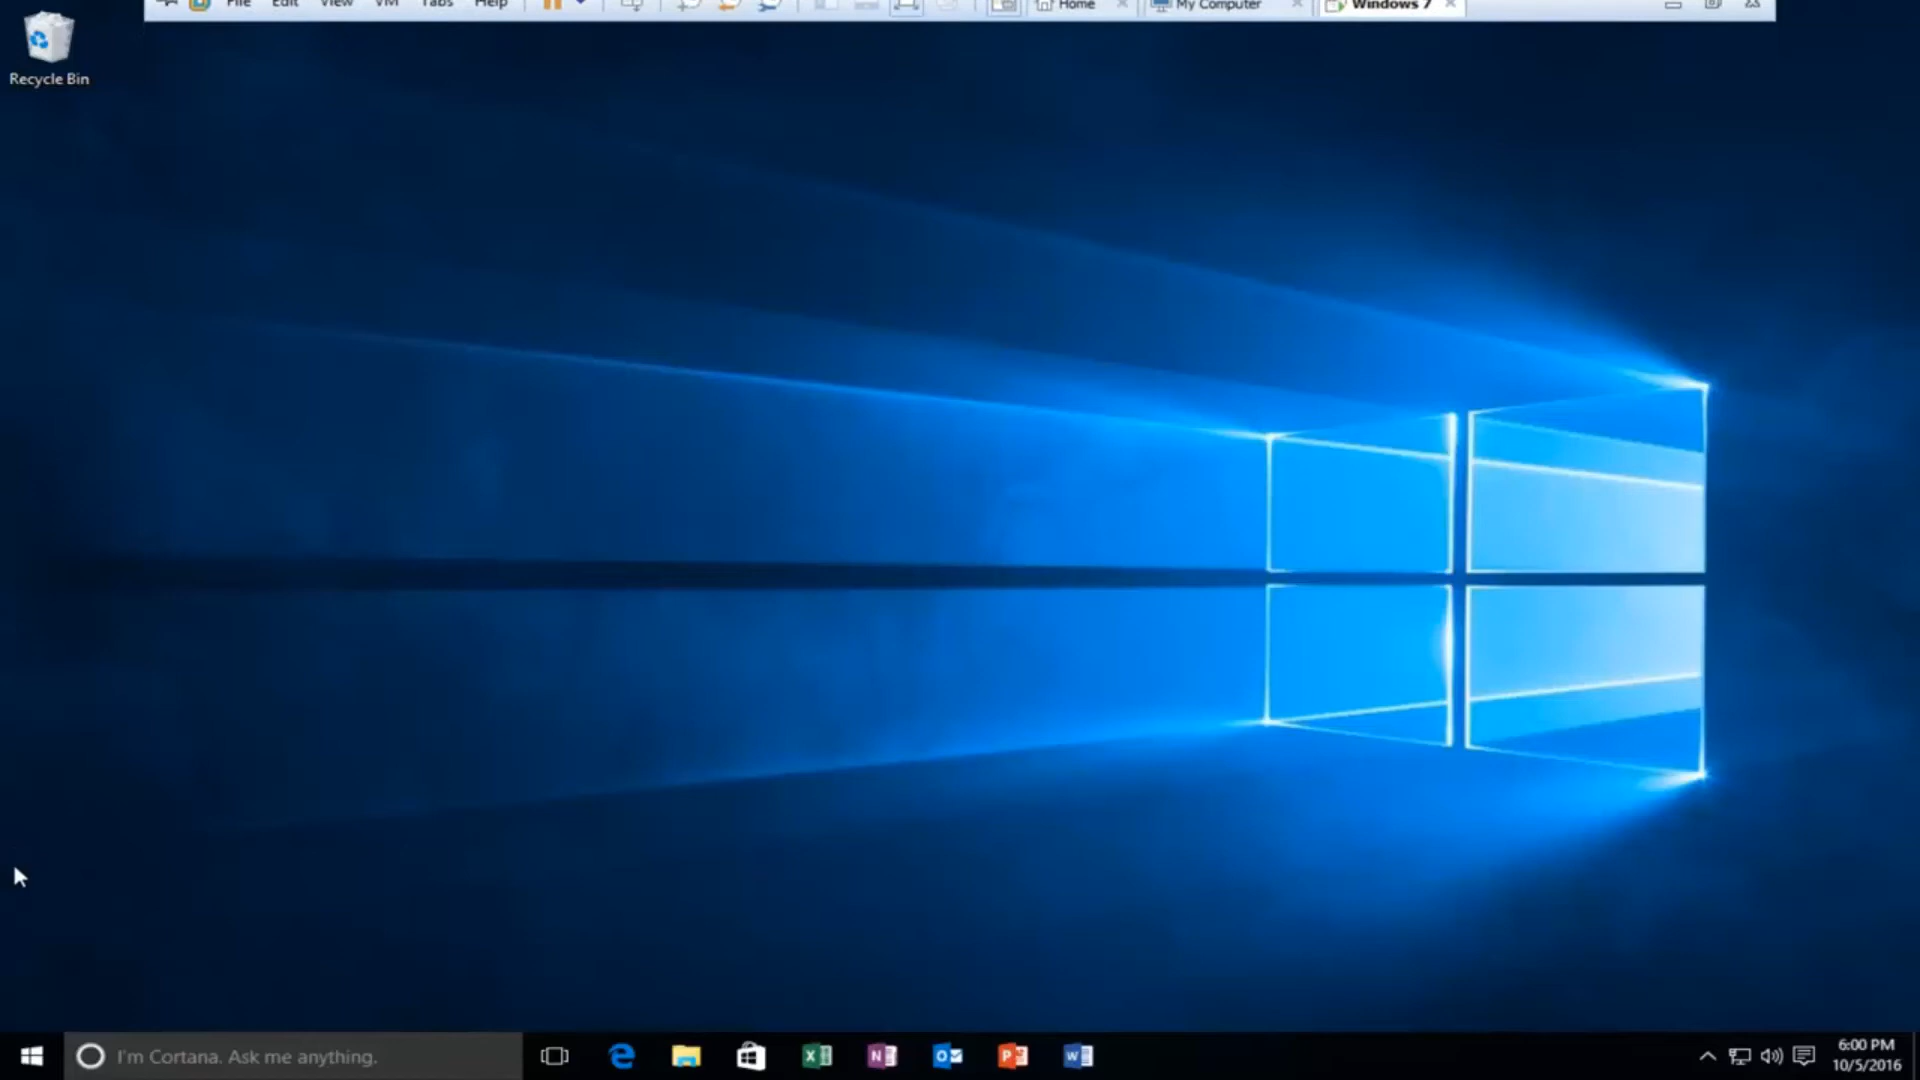 File Edit View VM Tabs Help Home My Computer Windows 7
Recycle Bin
I'm Cortana. Ask me anything.
X N O P W
6:00 PM
10/5/2016